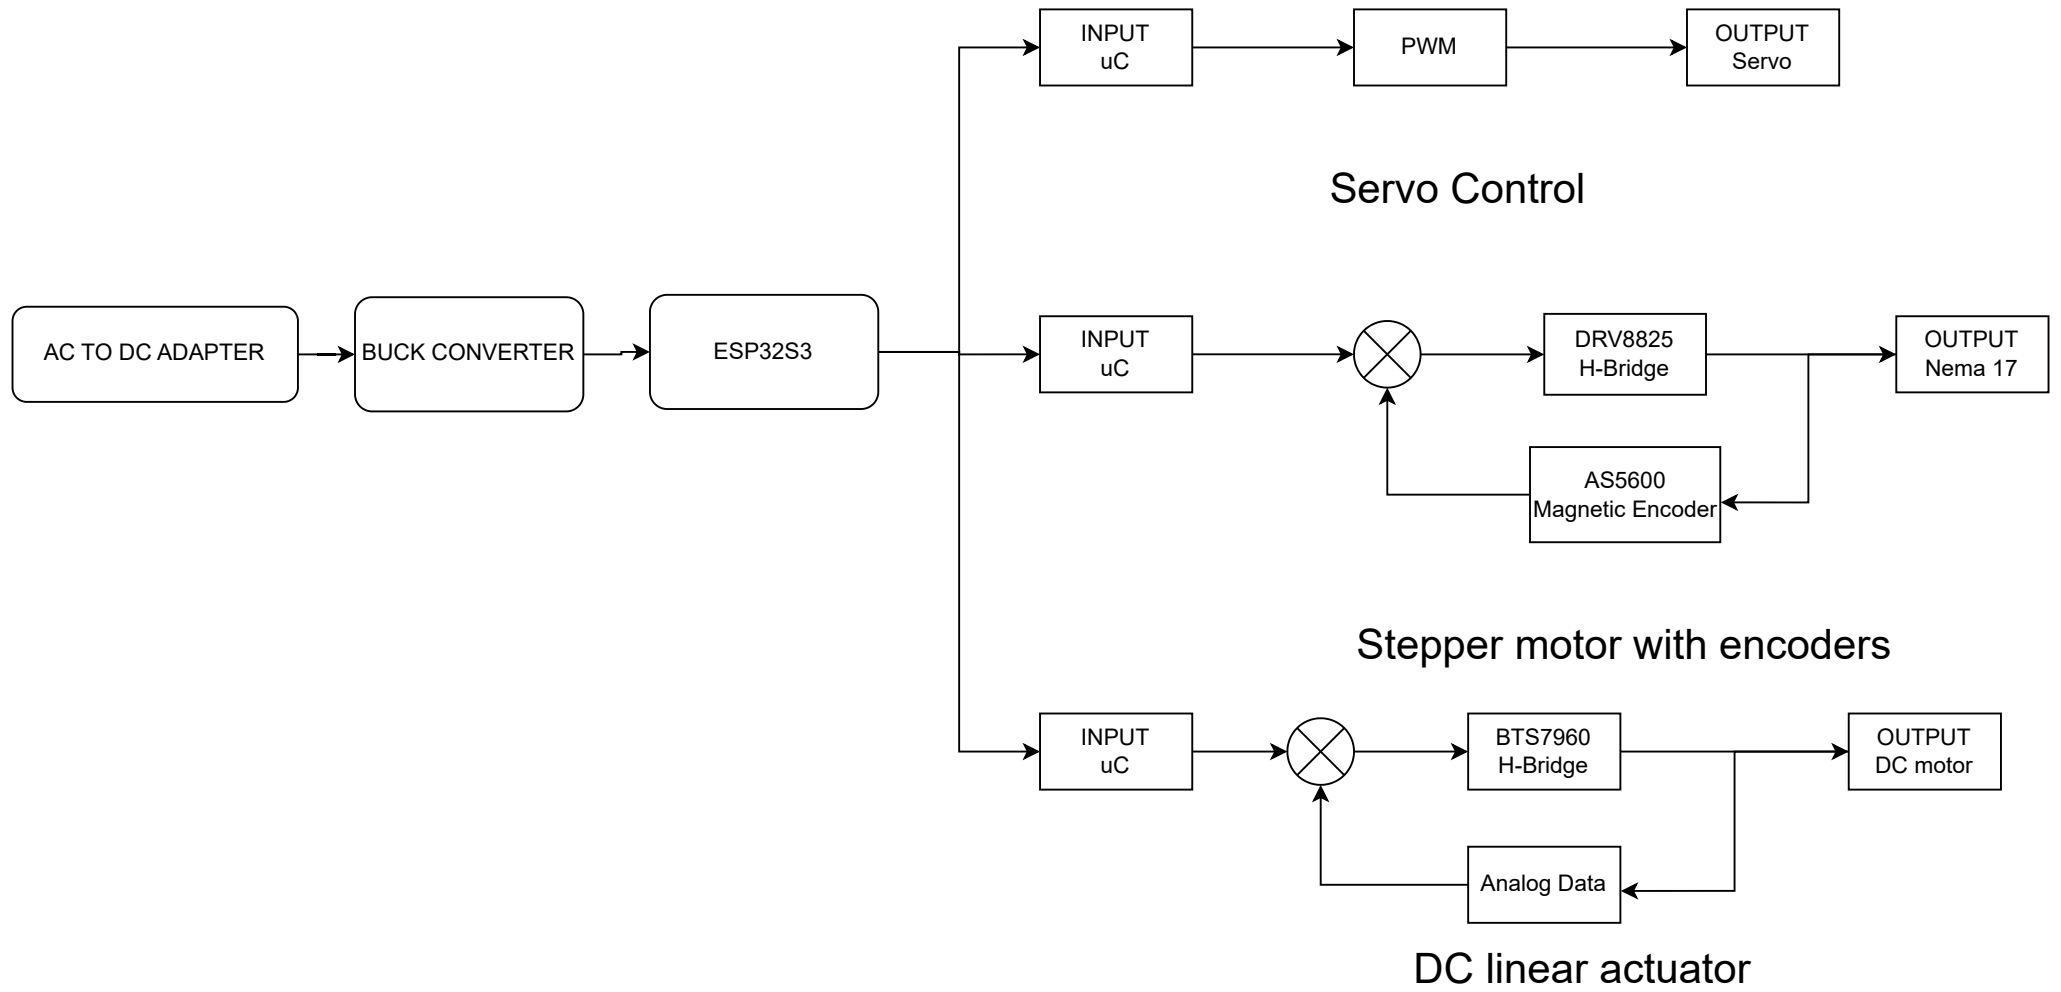 INPUT
uC
PWM
OUTPUT
Servo
Servo Control
AC TO DC ADAPTER
BUCK CONVERTER
ESP32S3
INPUT
uC
DRV8825
H-Bridge
OUTPUT
Nema 17
AS5600
Magnetic Encoder
Stepper motor with encoders
INPUT
uC
BTS7960
H-Bridge
OUTPUT
DC motor
Analog Data
DC linear actuator